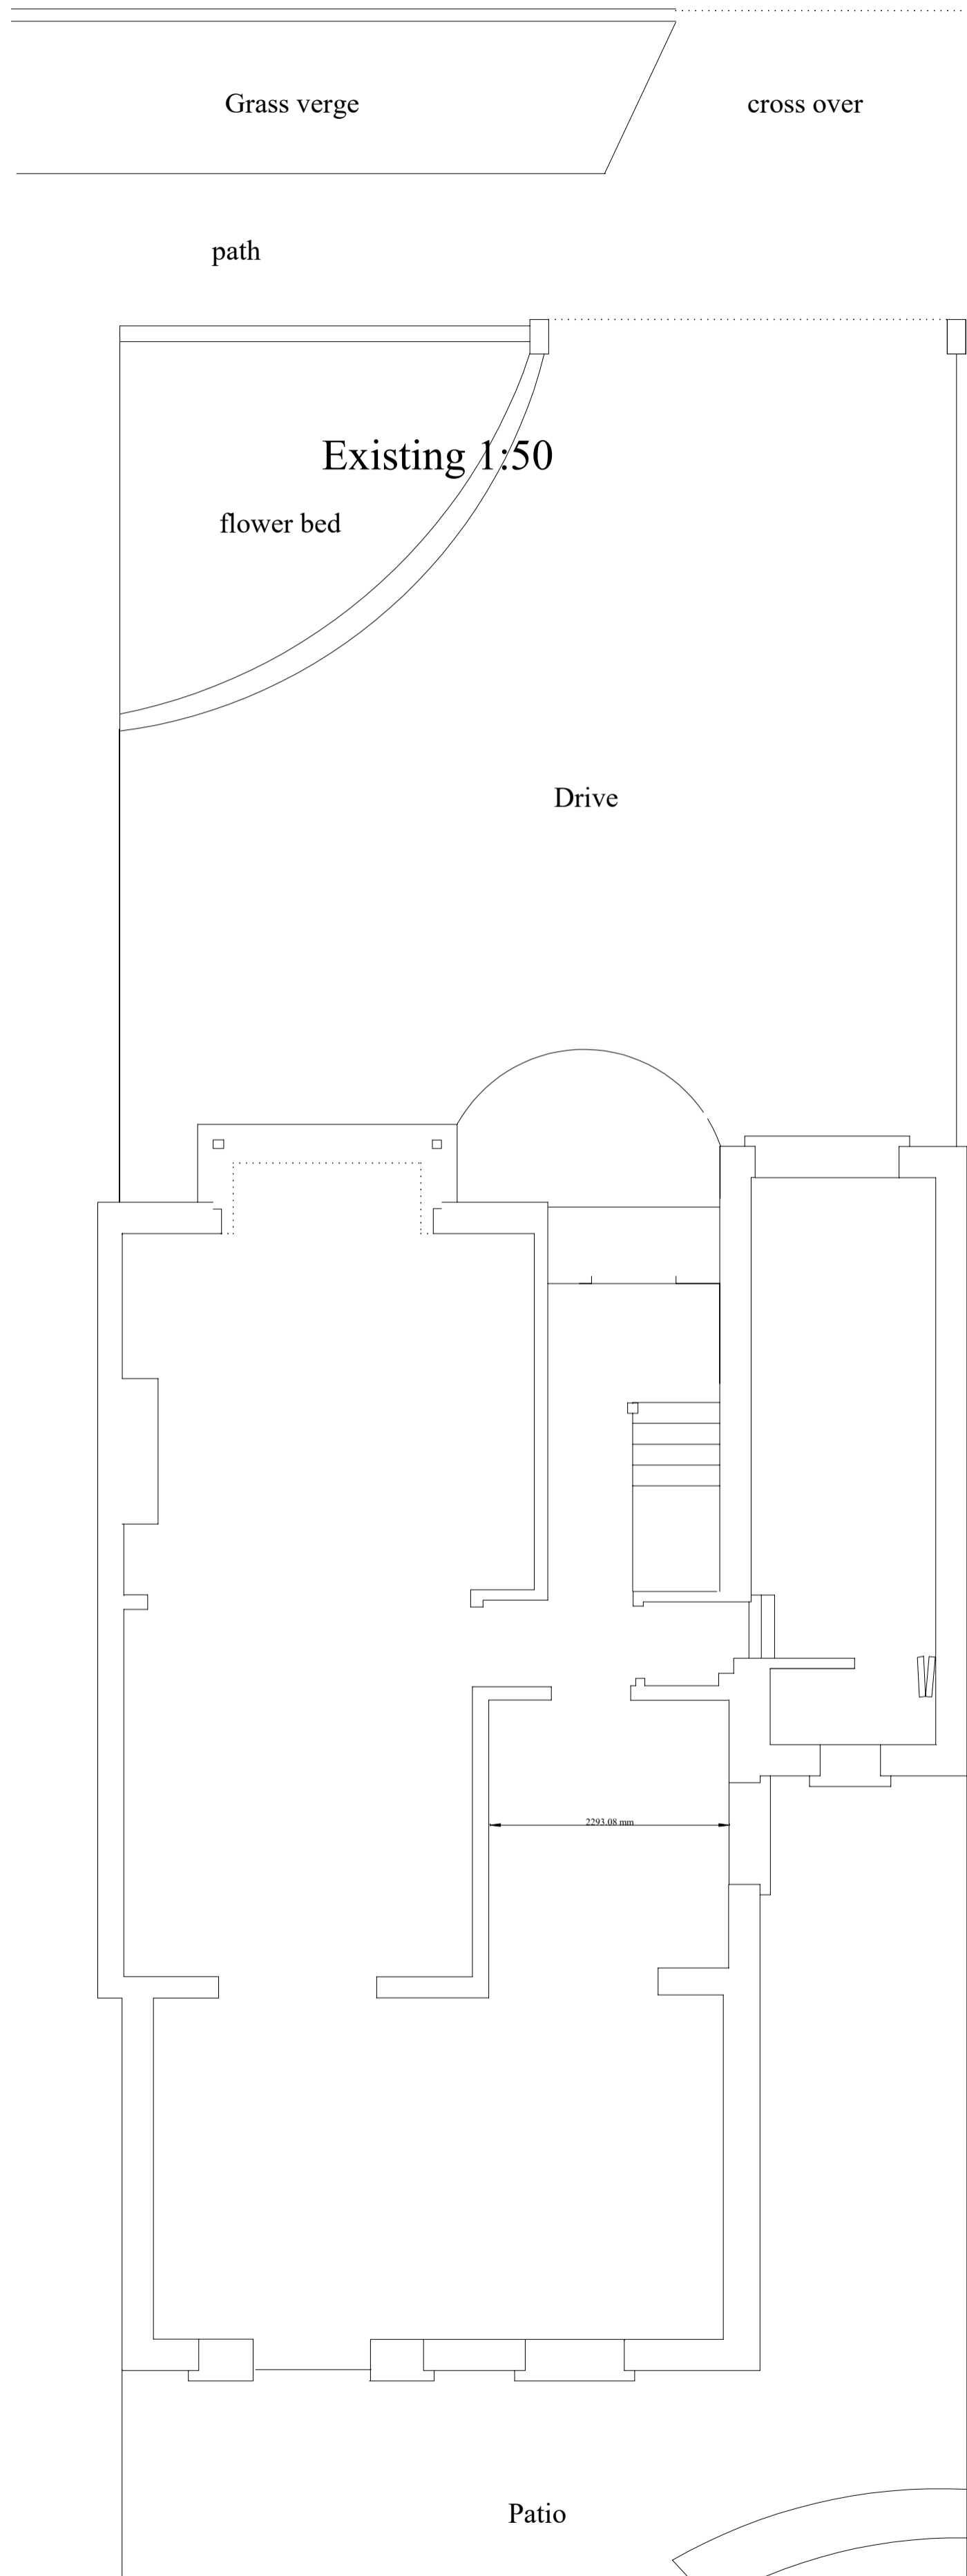 Grass verge
cross over
path
Existing 1:50
flower bed
Drive
2293.08 mm
Patio